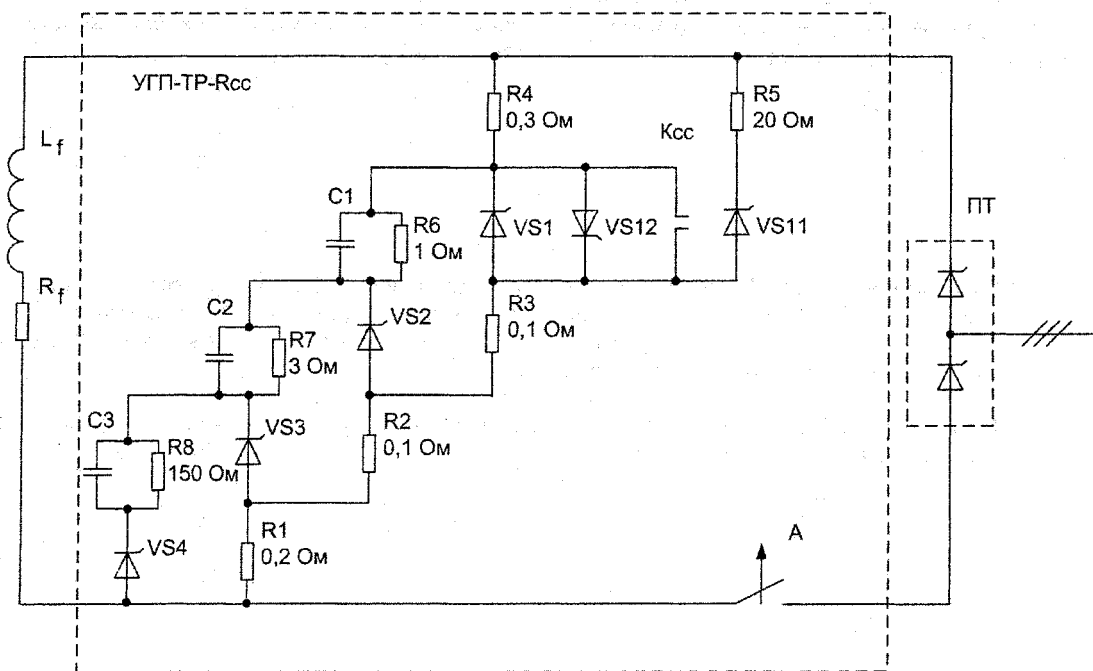 УГП-ТР-Rcc
R4
0,3 Ом
R5
20 Ом
Kcc
L f
C1
R6
1 Ом
VS1
VS12
VS11
ПТ
R f
C2
R7
3 Ом
VS2
R3
0,1 Ом
C3
R8
150 Ом
VS3
R2
0,1 Ом
VS4
R1
0,2 Ом
A